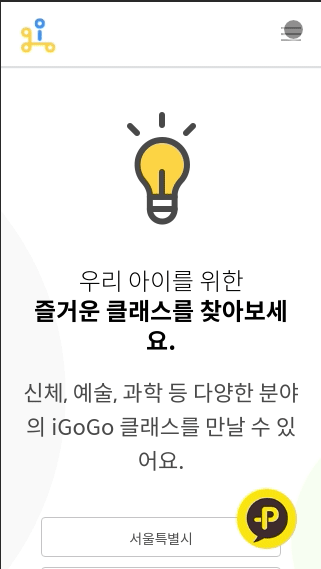 우리 아이를 위한
즐거운 클래스를 찾아보세
요.
신체, 예술, 과학 등 다양한 분야
의 iGoGo 클래스를 만날 수 있
어요.
서울특별시